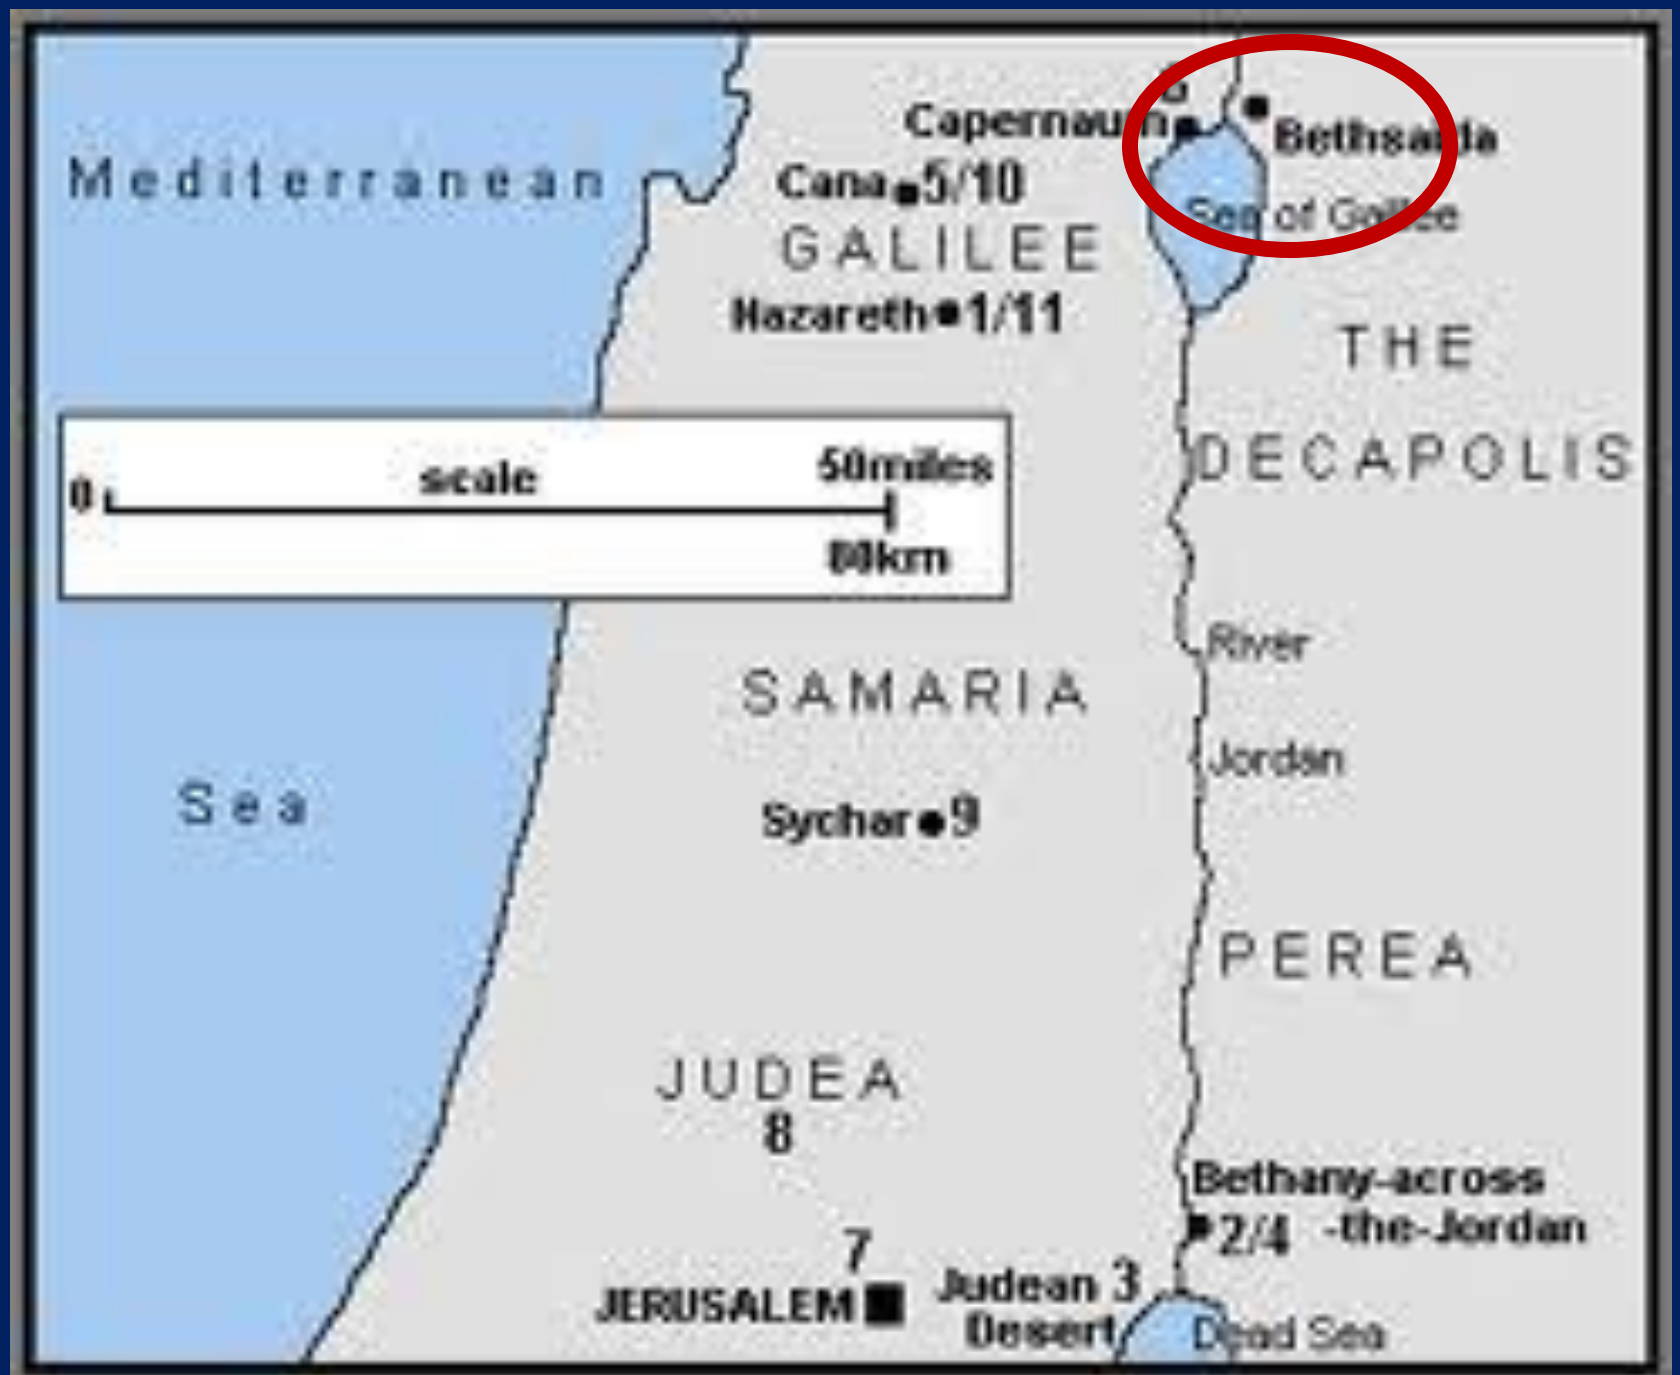 Capernaum
Bethsaida
Mediterranean
Cana 5/10
Sea of Galilee
GALILEE
Nazareth 1/11
THE
DECAPOLIS
scale
50miles
0
80km
River
SAMARIA
Jordan
Sea
Sychar 9
PEREA
JUDEA
8
Bethany-across
2/4 -the-Jordan
7
JERUSALEM
Judean 3
Desert
Dead Sea